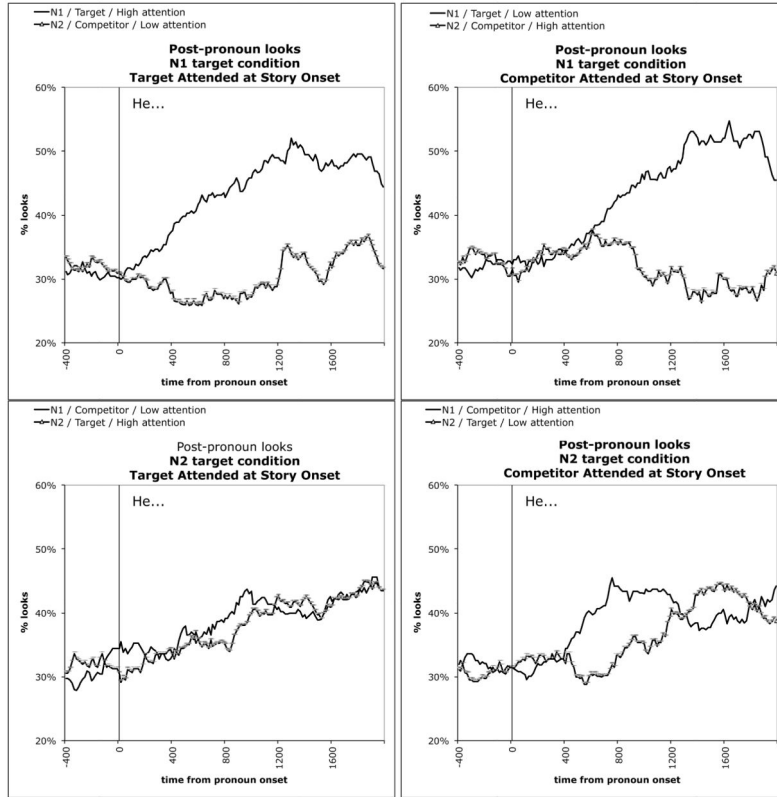 N1 / Target / High attention
N2 / Competitor / Low attention
Post-pronoun looks
N1 target condition
Target Attended at Story Onset
60%
He...
50%
40%
30%
20%
% looks
-400
0
400
800
1200
1600
time from pronoun onset
N1 / Target / Low attention
N2 / Competitor / High attention
Post-pronoun looks
N1 target condition
Competitor Attended at Story Onset
60%
He...
50%
40%
30%
20%
% looks
-400
0
400
800
1200
1600
time from pronoun onset
N1 / Competitor / Low attention
N2 / Target / High attention
Post-pronoun looks
N2 target condition
Target Attended at Story Onset
60%
He...
50%
40%
30%
20%
% looks
-400
0
400
800
1200
1600
time from pronoun onset
N1 / Competitor / High attention
N2 / Target / Low attention
Post-pronoun looks
N2 target condition
Competitor Attended at Story Onset
60%
He...
50%
40%
30%
20%
% looks
-400
0
400
800
1200
1600
time from pronoun onset